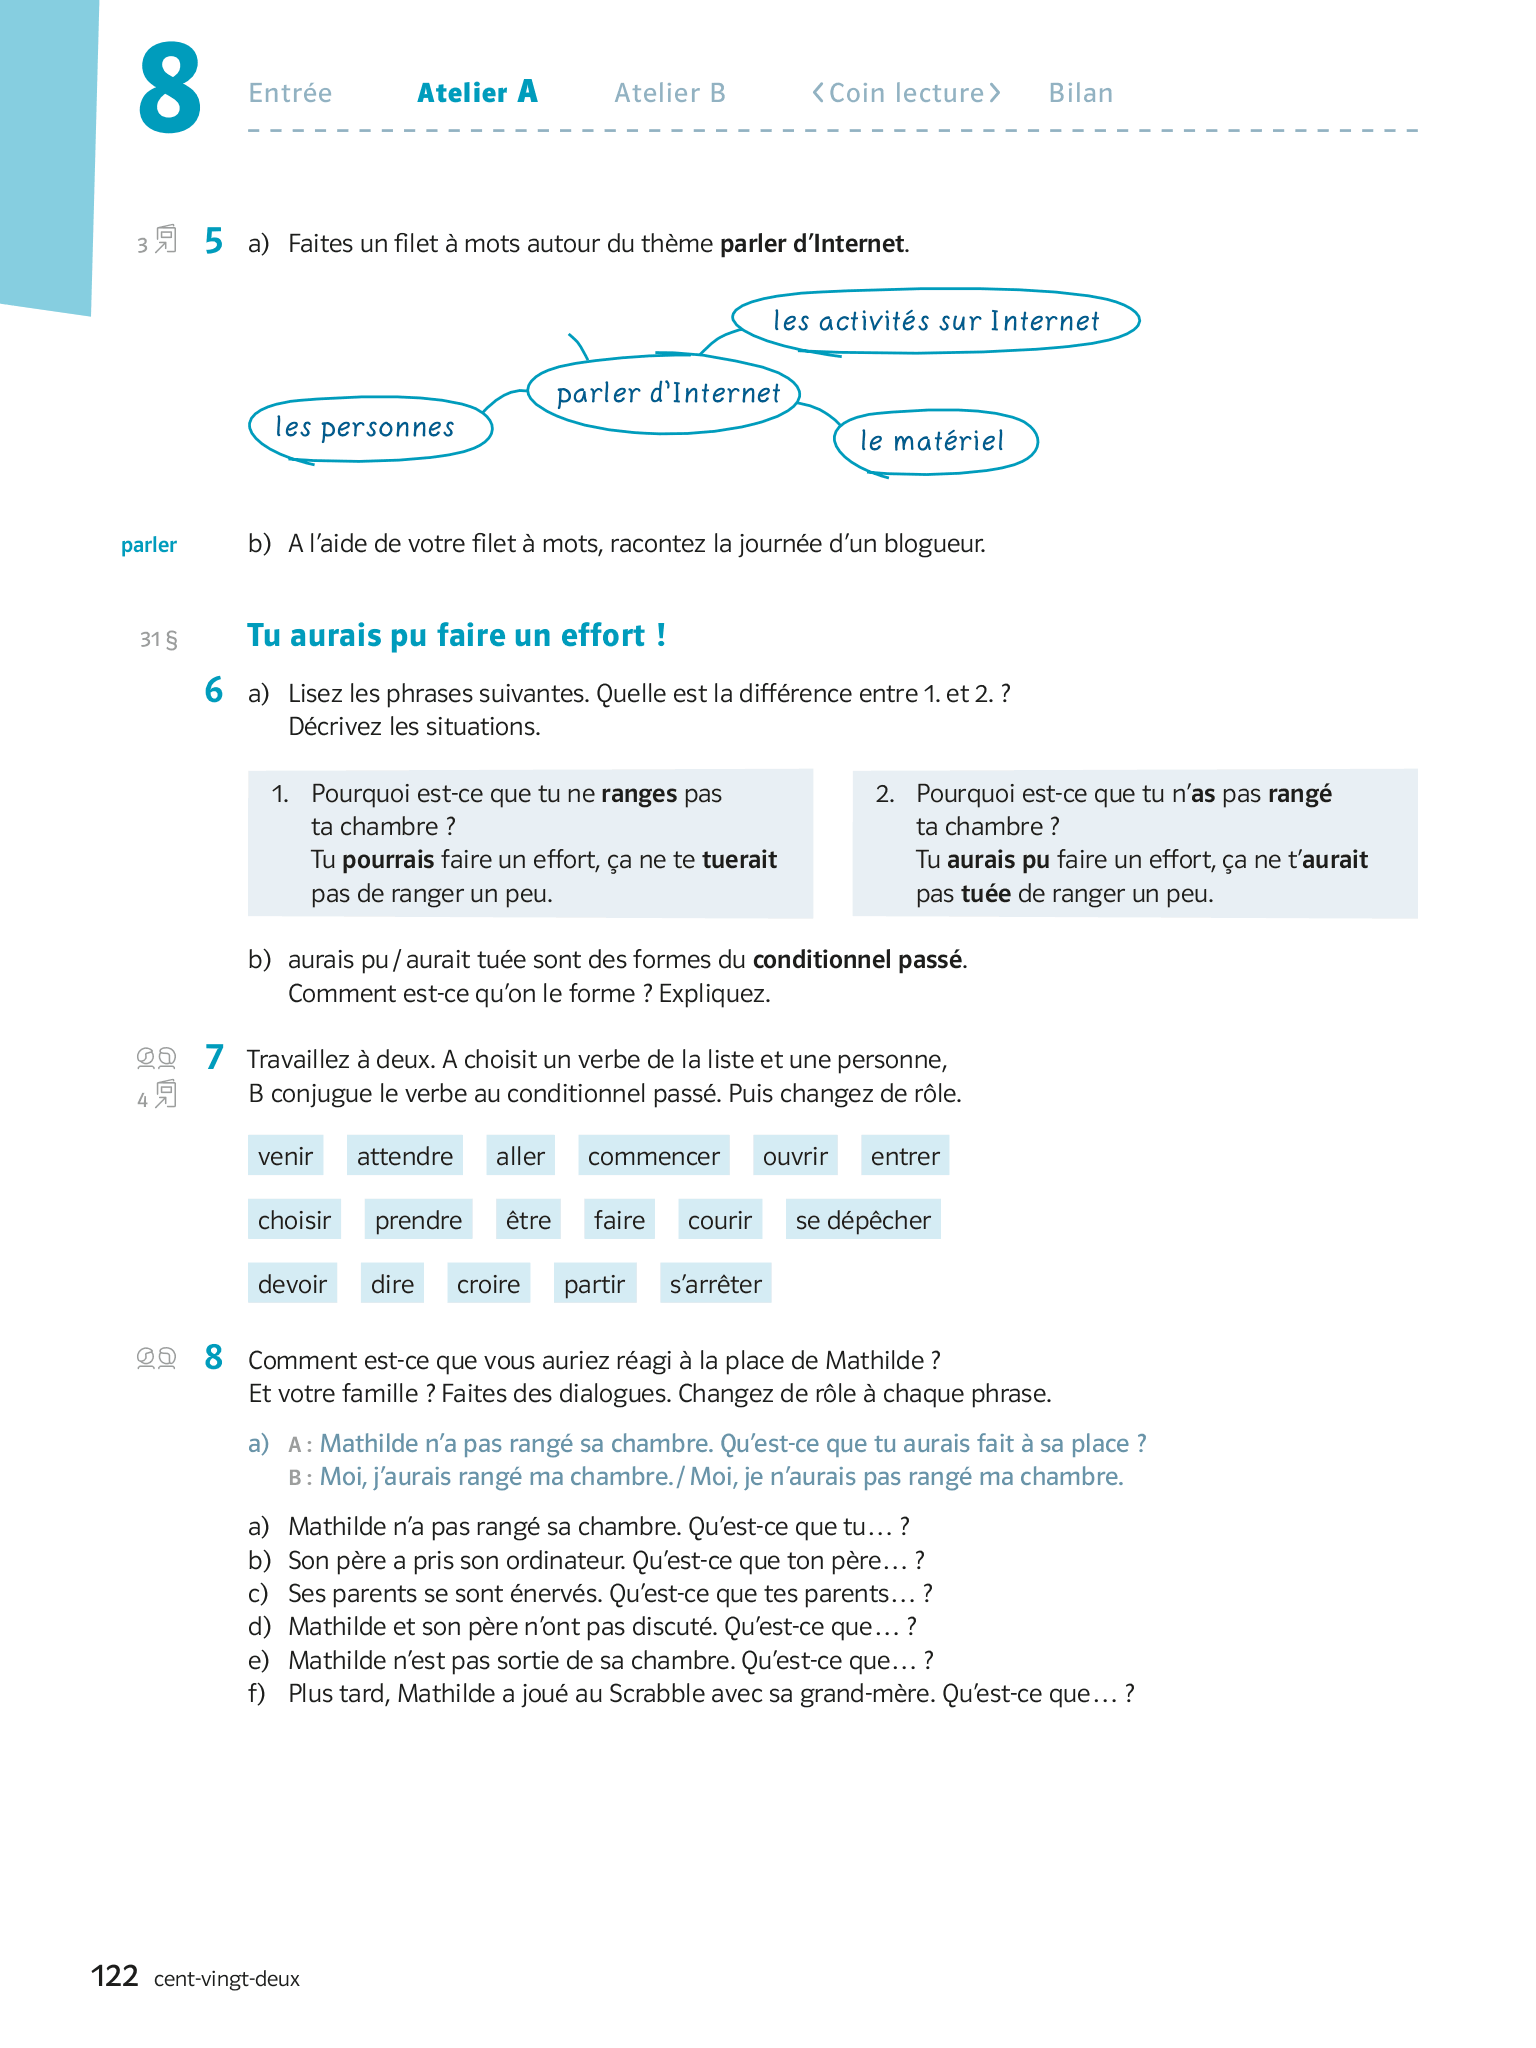 8 Entrée Atelier A Atelier B ‹Coin lecture› Bilan
3 5 a) Faites un filet à mots autour du thème parler d’Internet.
les activités sur Internet
parler d’Internet
les personnes
le matériel
parler b) A l’aide de votre filet à mots, racontez la journée d’un blogueur.
31 § Tu aurais pu faire un effort !
6 a) Lisez les phrases suivantes. Quelle est la différence entre 1. et 2. ?
Décrivez les situations.
1. Pourquoi est-ce que tu ne ranges pas
ta chambre ?
Tu pourrais faire un effort, ça ne te tuerait
pas de ranger un peu.
2. Pourquoi est-ce que tu n’as pas rangé
ta chambre ?
Tu aurais pu faire un effort, ça ne t’aurait
pas tuée de ranger un peu.
b) aurais pu / aurait tuée sont des formes du conditionnel passé.
Comment est-ce qu’on le forme ? Expliquez.
7 Travaillez à deux. A choisit un verbe de la liste et une personne,
4 B conjugue le verbe au conditionnel passé. Puis changez de rôle.
venir attendre aller commencer ouvrir entrer
choisir prendre être faire courir se dépêcher
devoir dire croire partir s’arrêter
8 Comment est-ce que vous auriez réagi à la place de Mathilde ?
Et votre famille ? Faites des dialogues. Changez de rôle à chaque phrase.
a) A : Mathilde n’a pas rangé sa chambre. Qu’est-ce que tu aurais fait à sa place ?
B : Moi, j’aurais rangé ma chambre. / Moi, je n’aurais pas rangé ma chambre.
a) Mathilde n’a pas rangé sa chambre. Qu’est-ce que tu… ?
b) Son père a pris son ordinateur. Qu’est-ce que ton père… ?
c) Ses parents se sont énervés. Qu’est-ce que tes parents… ?
d) Mathilde et son père n’ont pas discuté. Qu’est-ce que… ?
e) Mathilde n’est pas sortie de sa chambre. Qu’est-ce que… ?
f) Plus tard, Mathilde a joué au Scrabble avec sa grand-mère. Qu’est-ce que… ?
122 cent-vingt-deux